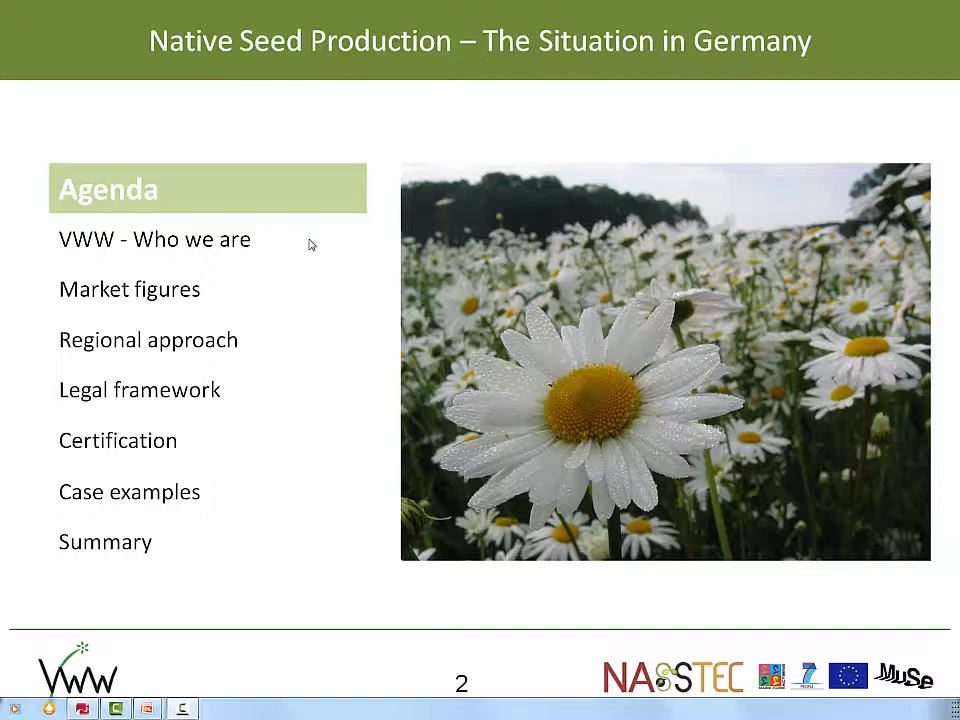 Native Seed Production – The Situation in Germany
Agenda
VWW - Who we are
Market figures
Regional approach
Legal framework
Certification
Case examples
Summary
VWW
2
NASSTEC
7
MUSe